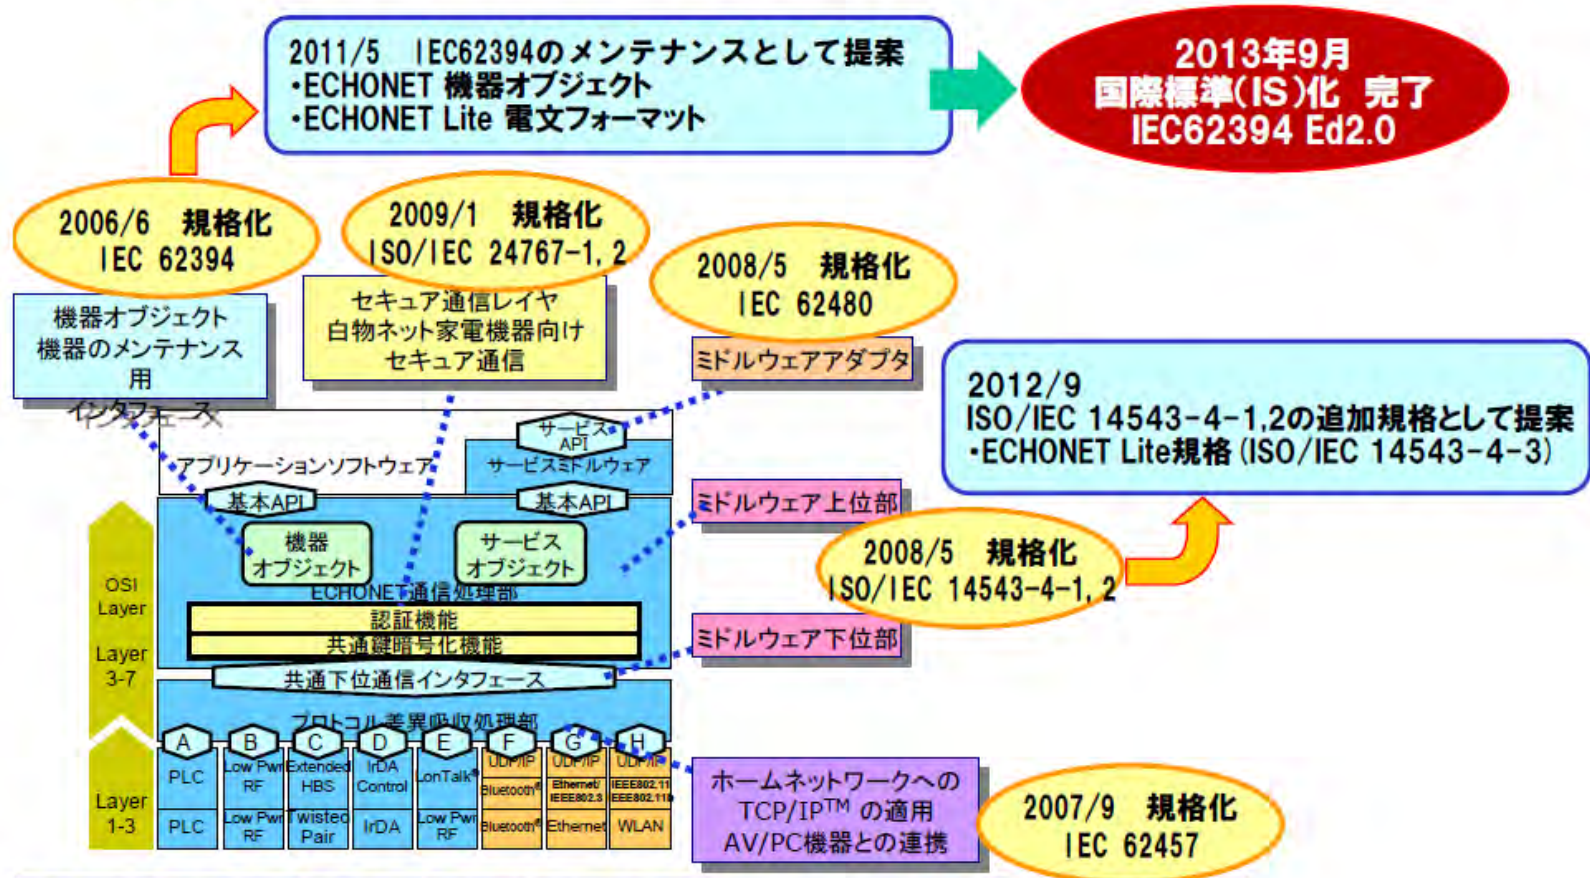 2011/5 IEC62394のメンテナンスとして提案
・ECHONET 機器オブジェクト
・ECHONET Lite 電文フォーマット
2013年9月
国際標準(IS)化 完了
IEC62394 Ed2.0
2006/6 規格化
IEC 62394
2009/1 規格化
ISO/IEC 24767-1, 2
2008/5 規格化
IEC 62480
機器オブジェクト
機器のメンテナンス
用
インタフェース
セキュア通信レイヤ
白物ネット家電機器向け
セキュア通信
ミドルウェアアダプタ
2012/9
ISO/IEC 14543-4-1,2の追加規格として提案
・ECHONET Lite規格(ISO/IEC 14543-4-3)
サービス
API
アプリケーションソフトウェア
サービスミドルウェア
基本API
基本API
ミドルウェア上位部
機器
オブジェクト
サービス
オブジェクト
2008/5 規格化
ISO/IEC 14543-4-1, 2
ECHONET通信処理部
認証機能
共通鍵暗号化機能
ミドルウェア下位部
共通下位通信インタフェース
プロトコル差異吸収処理部
OSI
Layer
Layer
3-7
Layer
1-3
A B C D E F G H
PLC
Low Pwr
RF
Extended
HBS
IrDA
Control
LonTalk®
UDP/IP
UDP/IP
UDP/IP
Bluetooth®
Ethernet/
IEEE802.3
IEEE802.11
IEEE802.11b
PLC
Low Pwr
RF
Twisted
Pair
IrDA
Low Pwr
RF
Bluetooth®
Ethernet
WLAN
ホームネットワークへの
TCP/IP™ の適用
AV/PC機器との連携
2007/9 規格化
IEC 62457